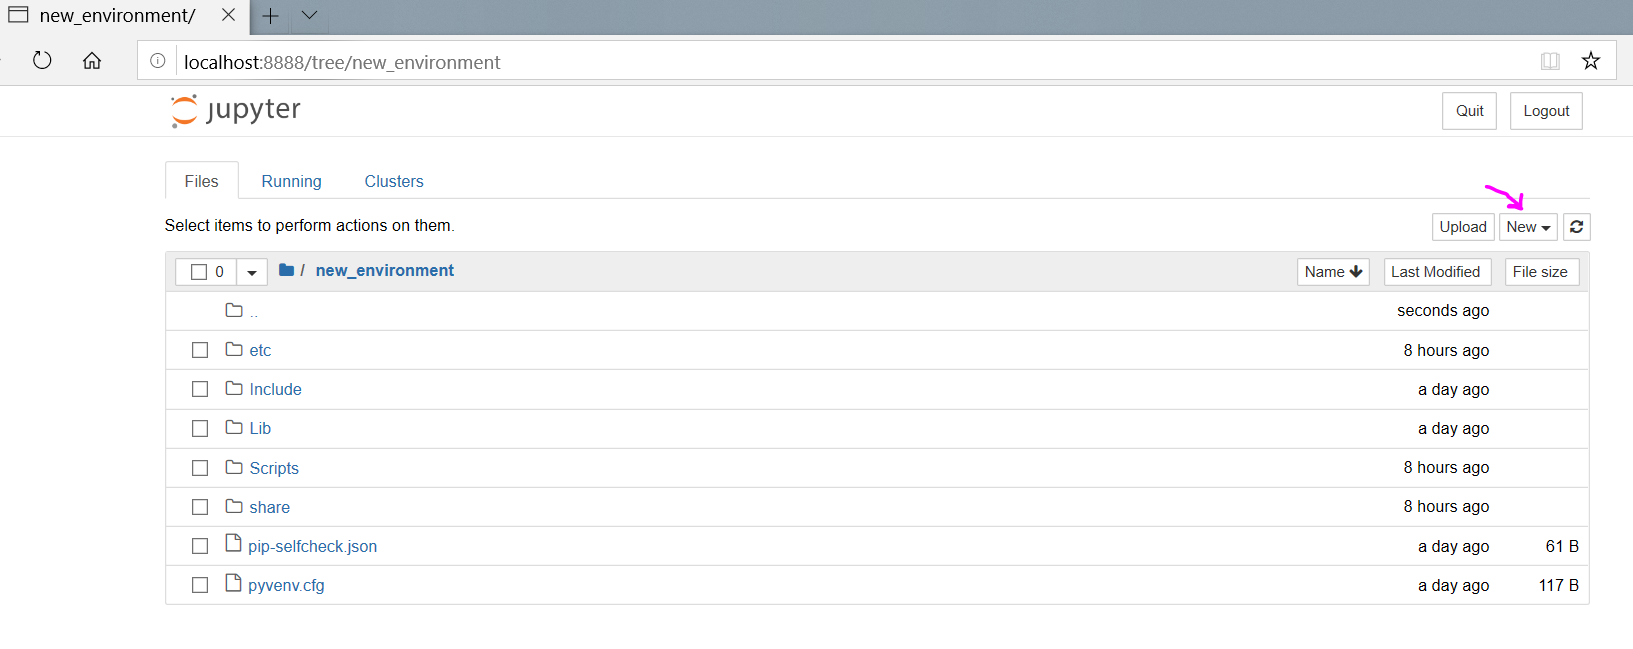 new_environment/
localhost:8888/tree/new_environment
jupyter
Quit Logout
Files Running Clusters
Select items to perform actions on them.
Upload New
0 / new_environment Name Last Modified File size
.. seconds ago
etc 8 hours ago
Include a day ago
Lib a day ago
Scripts 8 hours ago
share 8 hours ago
pip-selfcheck.json a day ago 61 B
pyvenv.cfg a day ago 117 B